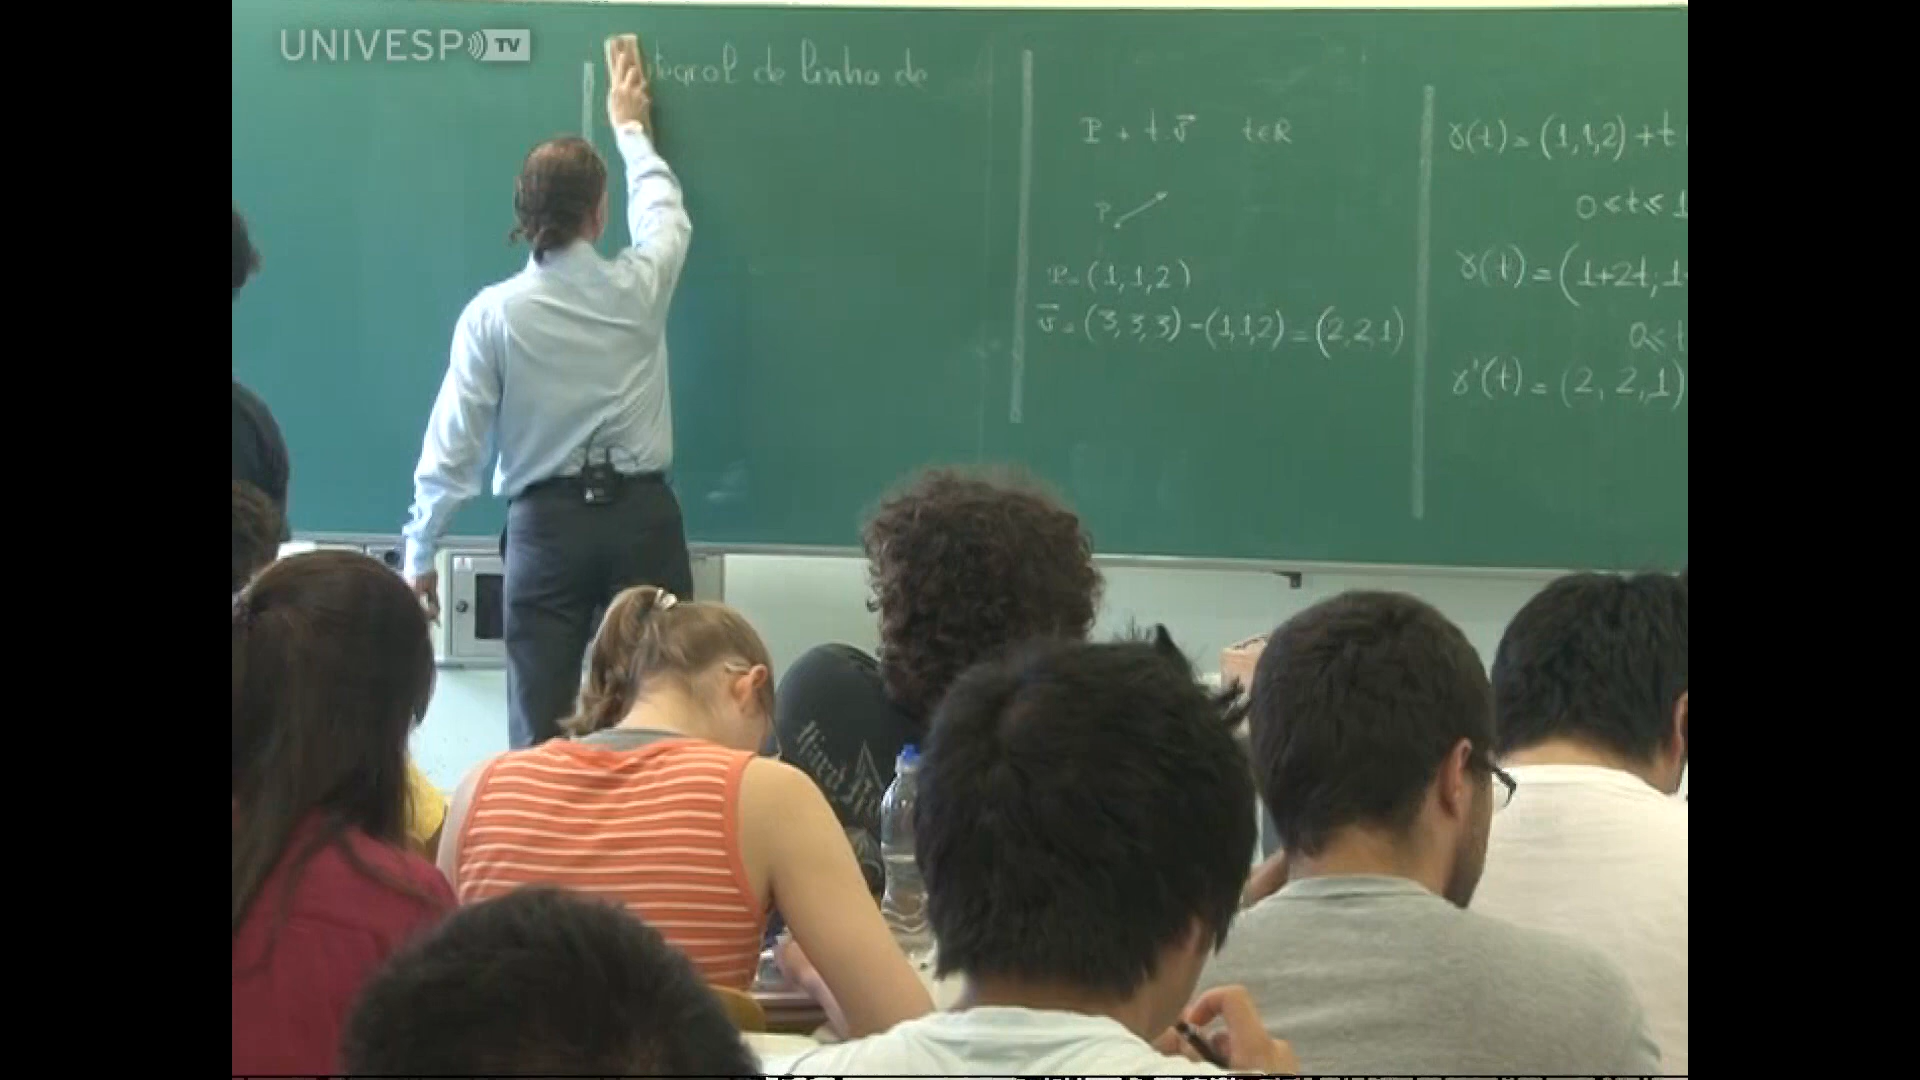 UNIVESP TV
de linha de
P + t.v⃗ t∈R
P
P=(1,1,2)
v⃗=(3,3,3)-(1,1,2)=(2,2,1)
γ(t)=(1,1,2)+t
0≤t≤1
γ(t)=(1+2t;1
0≤t
γ'(t)=(2,2,1)